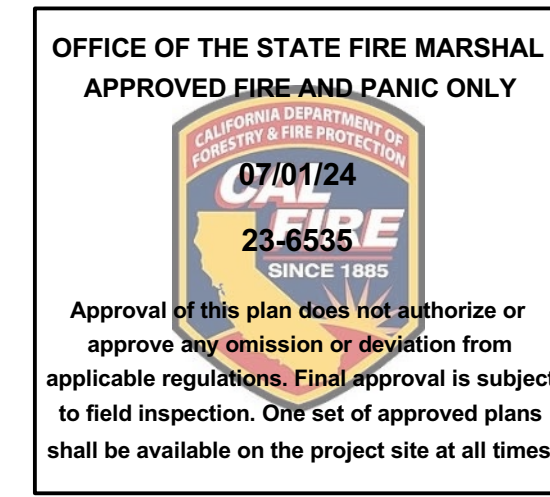 OFFICE OF THE STATE FIRE MARSHAL
APPROVED FIRE AND PANIC ONLY
CALIFORNIA DEPARTMENT OF
FORESTRY & FIRE PROTECTION
07/01/24
CAL
FIRE
23-6535
SINCE 1885
Approval of this plan does not authorize or
approve any omission or deviation from
applicable regulations. Final approval is subject
to field inspection. One set of approved plans
shall be available on the project site at all times